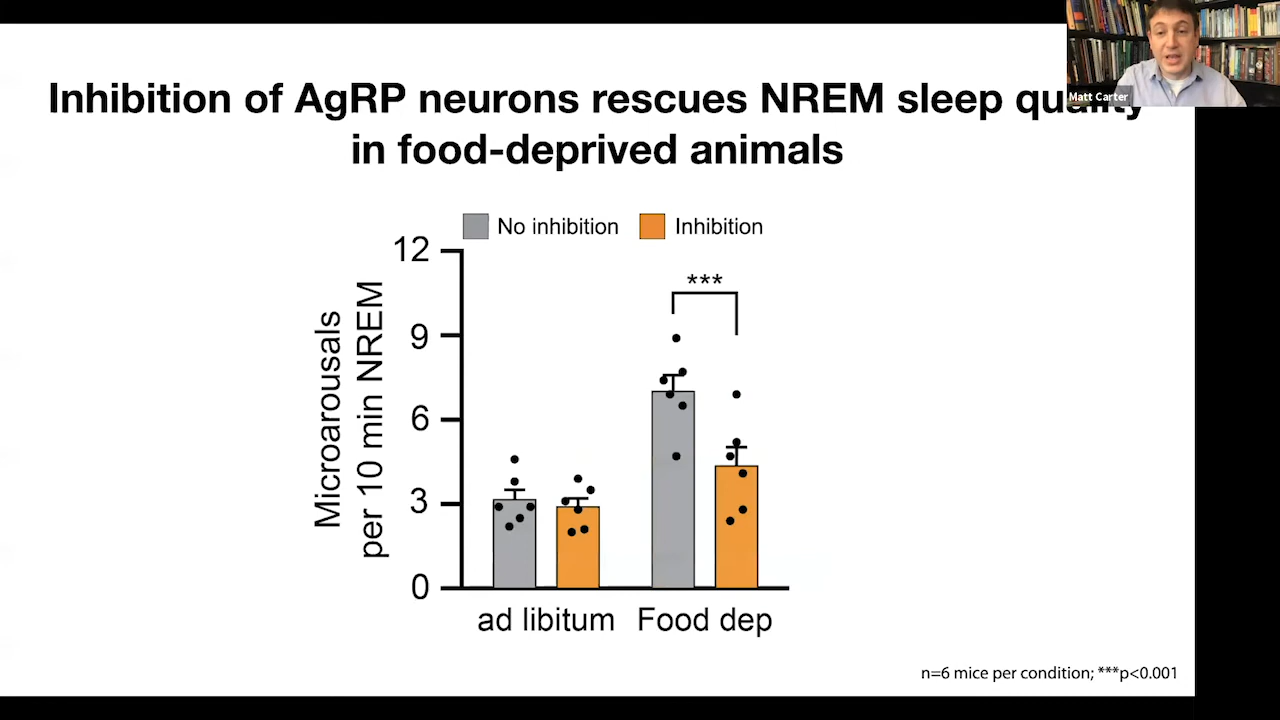 Inhibition of AgRP neurons rescues NREM sleep
in food-deprived animals
Matt Carter
No inhibition
Inhibition
Microarousals
per 10 min NREM
12
9
6
3
0
***
ad libitum
Food dep
n=6 mice per condition; ***p<0.001